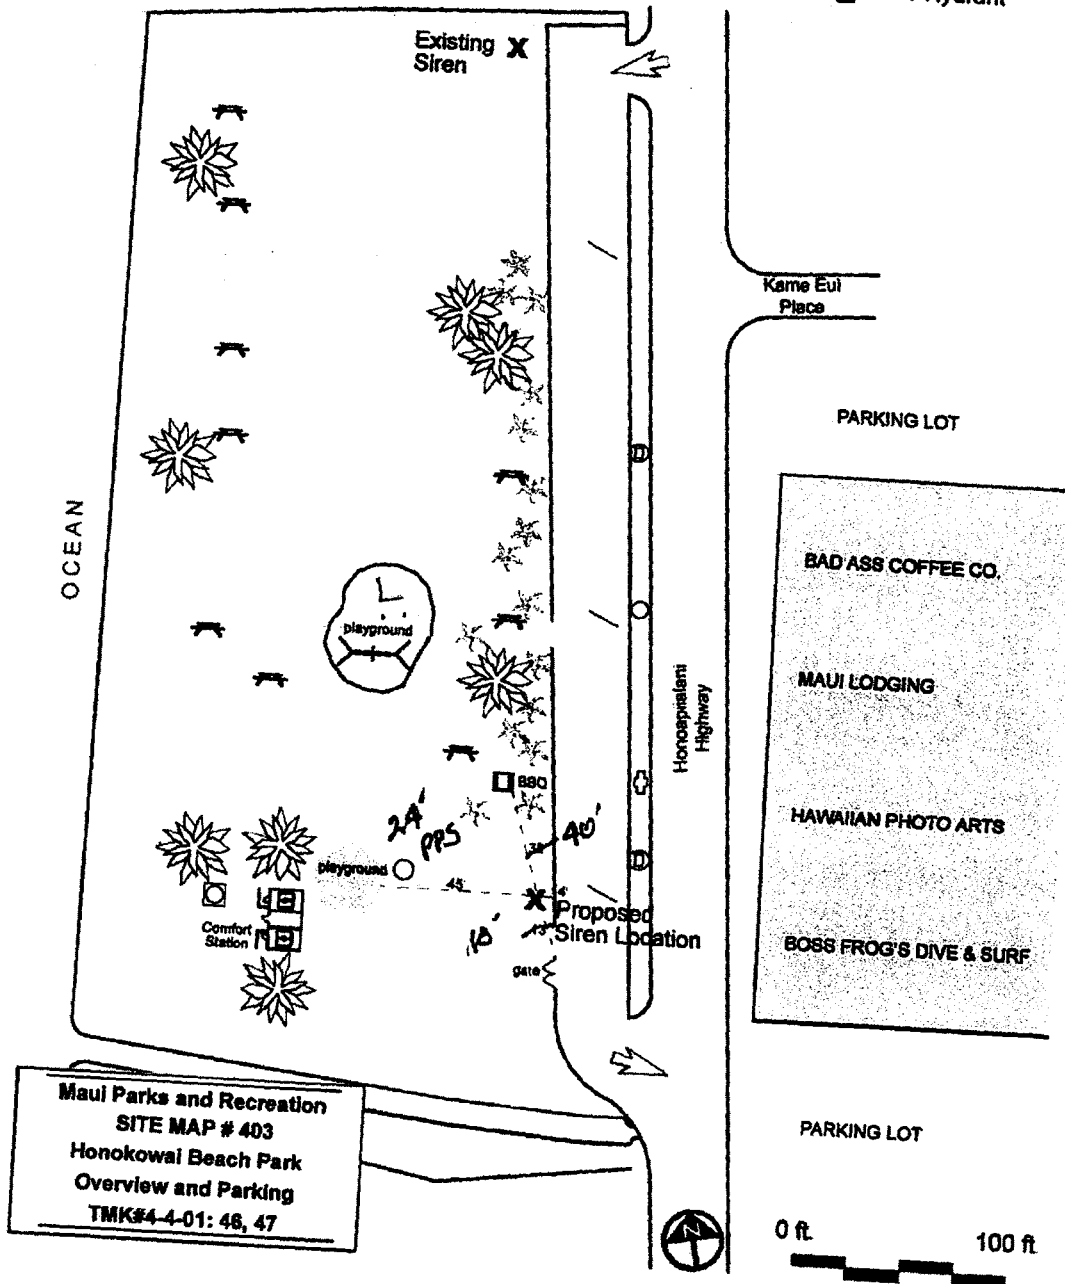 Hydrant
Existing
Siren
X
Kame Eui
Place
PARKING LOT
OCEAN
BAD ASS COFFEE CO.
playground
MAUI LODGING
Honoapiilani
Highway
BBQ
HAWAIIAN PHOTO ARTS
24'
PPS
40'
playground
45
4
X
Proposed
Siren Location
18'
13
Comfort
Station
gate
BOSS FROG'S DIVE & SURF
Maui Parks and Recreation
SITE MAP # 403
Honokowai Beach Park
Overview and Parking
TMK#4-4-01: 46, 47
PARKING LOT
N
0 ft.
100 ft